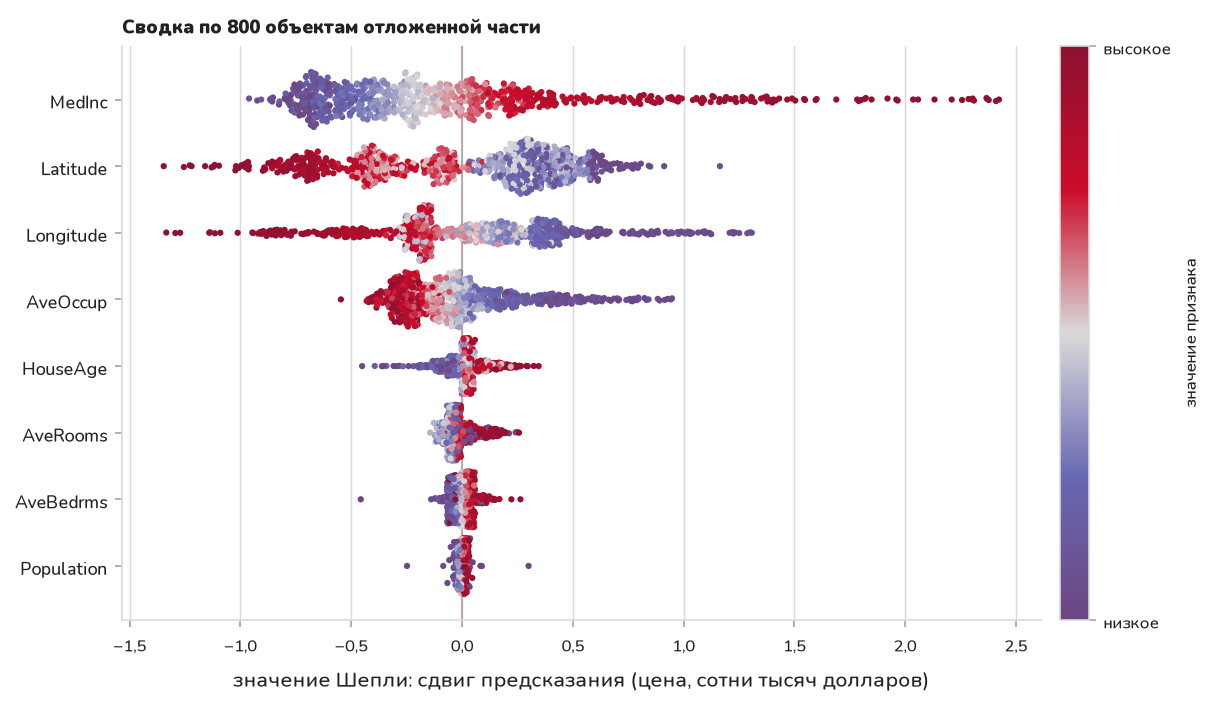 Сводка по 800 объектам отложенной части
MedInc
Latitude
Longitude
AveOccup
HouseAge
AveRooms
AveBedrms
Population
−1,5 −1,0 −0,5 0,0 0,5 1,0 1,5 2,0 2,5
значение Шепли: сдвиг предсказания (цена, сотни тысяч долларов)
высокое
значение признака
низкое